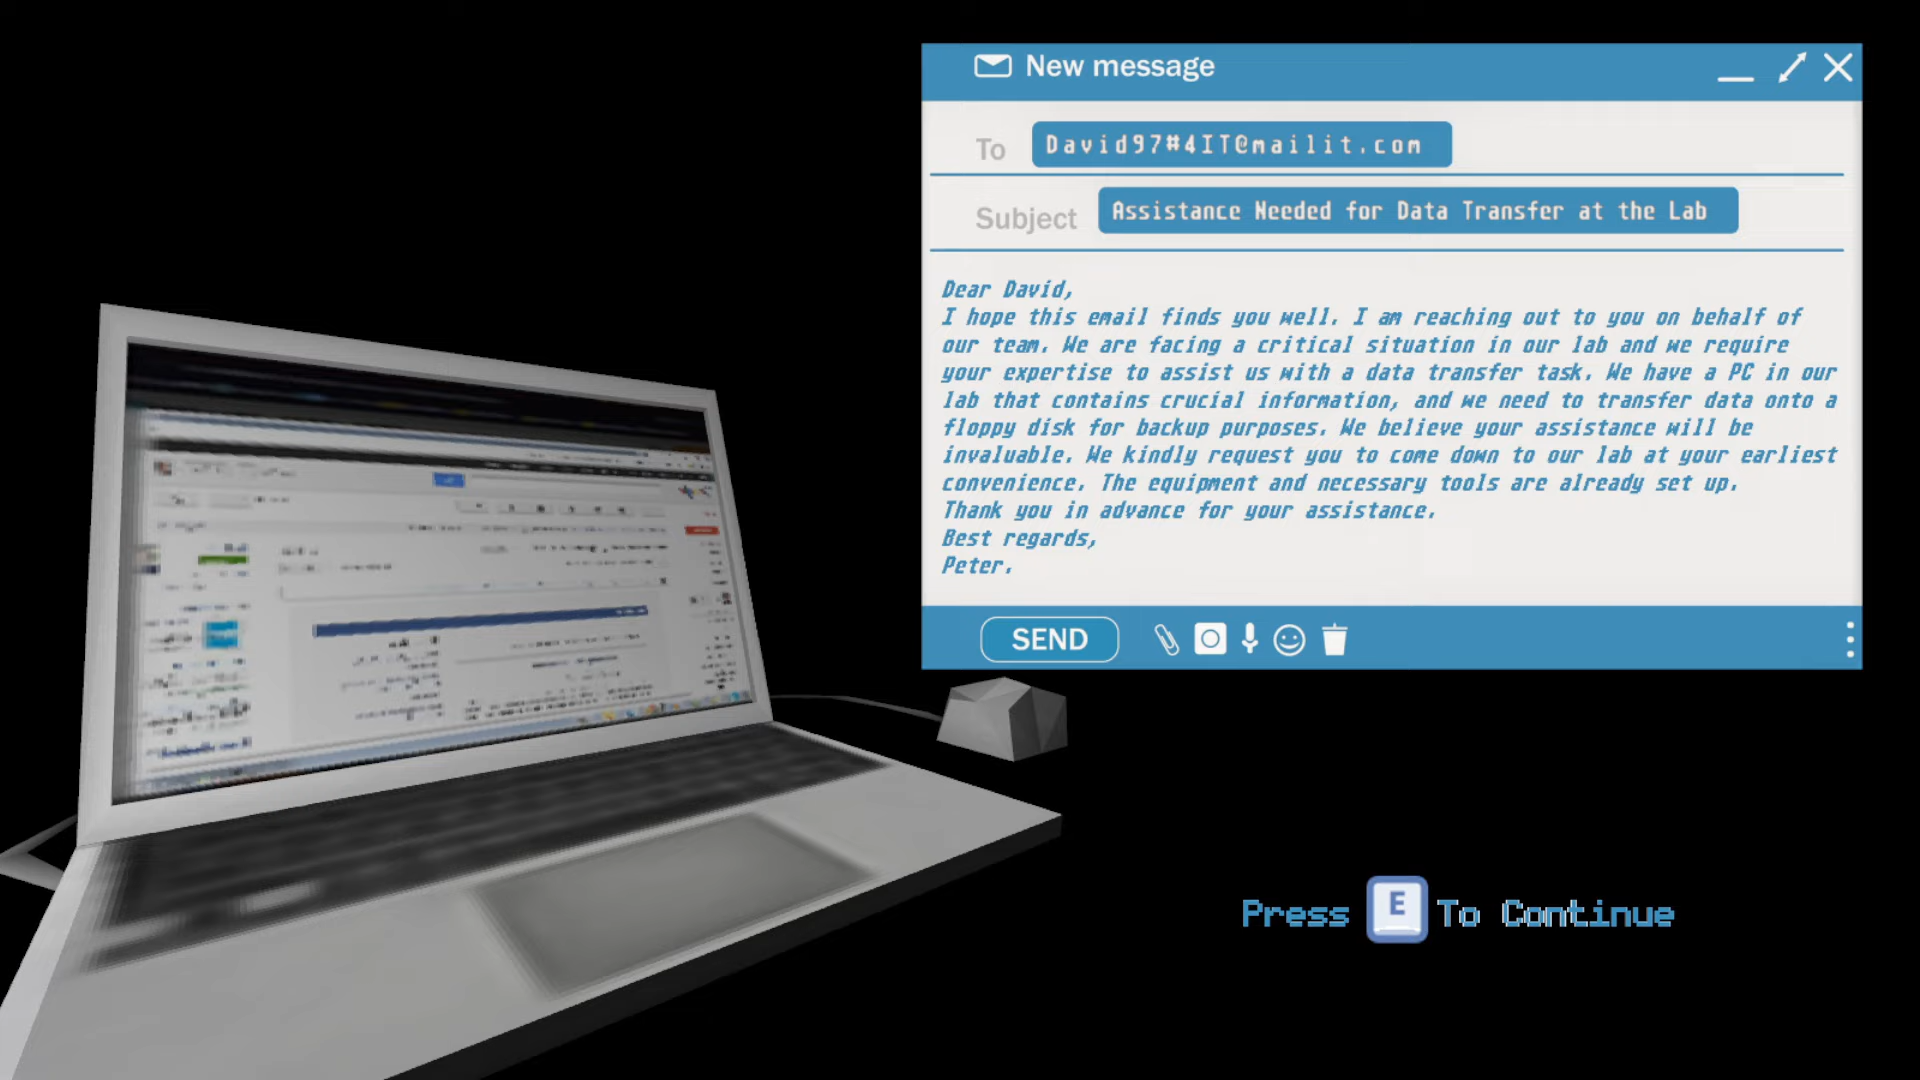 New message
To David97#4IT@mailit.com
Subject Assistance Needed for Data Transfer at the Lab
Dear David,
I hope this email finds you well. I am reaching out to you on behalf of
our team. We are facing a critical situation in our lab and we require
your expertise to assist us with a data transfer task. We have a PC in our
lab that contains crucial information, and we need to transfer data onto a
floppy disk for backup purposes. We believe your assistance will be
invaluable. We kindly request you to come down to our lab at your earliest
convenience. The equipment and necessary tools are already set up.
Thank you in advance for your assistance.
Best regards,
Peter.
SEND
Press E To Continue